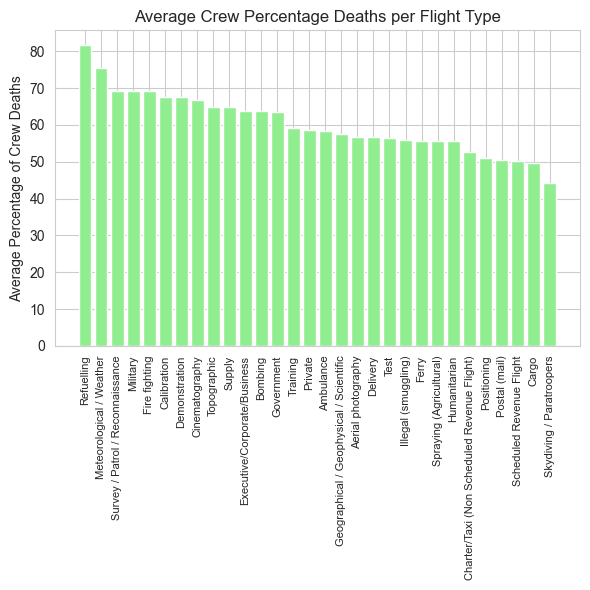 Average Crew Percentage Deaths per Flight Type
Average Percentage of Crew Deaths
80
70
60
50
40
30
20
10
0
Refuelling
Meteorological / Weather
Survey / Patrol / Reconnaissance
Military
Fire fighting
Calibration
Demonstration
Cinematography
Topographic
Supply
Executive/Corporate/Business
Bombing
Government
Training
Private
Ambulance
Geographical / Geophysical / Scientific
Aerial photography
Delivery
Test
Illegal (smuggling)
Ferry
Spraying (Agricultural)
Humanitarian
Charter/Taxi (Non Scheduled Revenue Flight)
Positioning
Postal (mail)
Scheduled Revenue Flight
Cargo
Skydiving / Paratroopers